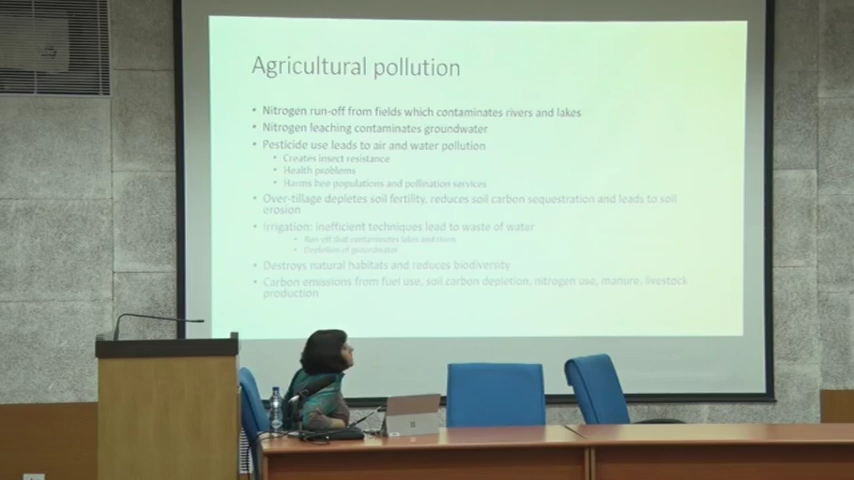 Agricultural pollution
• Nitrogen run-off from fields which contaminates rivers and lakes
• Nitrogen leaching contaminates groundwater
• Pesticide use leads to air and water pollution
• Creates insect resistance
• Health problems
• Harms bee populations and pollination services
• Over-tillage depletes soil fertility, reduces soil carbon sequestration and leads to soil
erosion
• Irrigation: inefficient techniques lead to waste of water
• Run-off that contaminates lakes and rivers
• Depletion of groundwater
• Destroys natural habitats and reduces biodiversity
• Carbon emissions from fuel use, soil carbon depletion, nitrogen use, manure, livestock
production